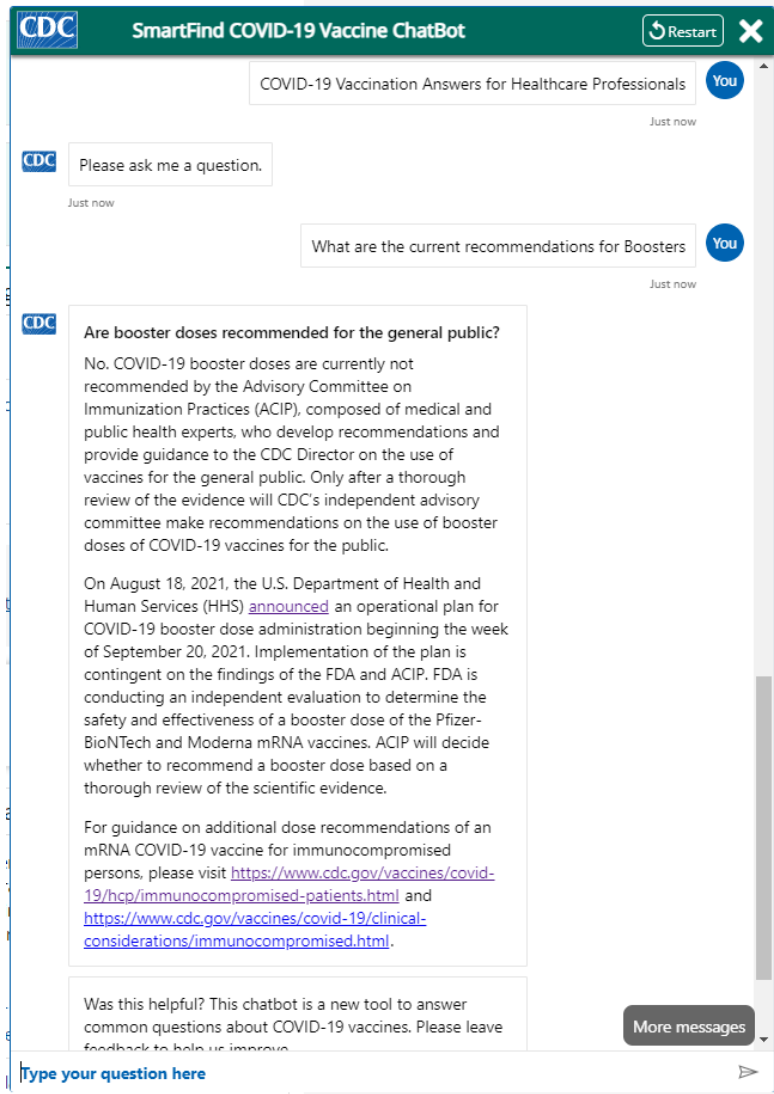 CDC SmartFind COVID-19 Vaccine ChatBot Restart
COVID-19 Vaccination Answers for Healthcare Professionals You
Just now
CDC Please ask me a question.
Just now
What are the current recommendations for Boosters You
Just now
CDC Are booster doses recommended for the general public?
No. COVID-19 booster doses are currently not
recommended by the Advisory Committee on
Immunization Practices (ACIP), composed of medical and
public health experts, who develop recommendations and
provide guidance to the CDC Director on the use of
vaccines for the general public. Only after a thorough
review of the evidence will CDC's independent advisory
committee make recommendations on the use of booster
doses of COVID-19 vaccines for the public.
On August 18, 2021, the U.S. Department of Health and
Human Services (HHS) announced an operational plan for
COVID-19 booster dose administration beginning the week
of September 20, 2021. Implementation of the plan is
contingent on the findings of the FDA and ACIP. FDA is
conducting an independent evaluation to determine the
safety and effectiveness of a booster dose of the Pfizer-
BioNTech and Moderna mRNA vaccines. ACIP will decide
whether to recommend a booster dose based on a
thorough review of the scientific evidence.
For guidance on additional dose recommendations of an
mRNA COVID-19 vaccine for immunocompromised
persons, please visit https://www.cdc.gov/vaccines/covid-
19/hcp/immunocompromised-patients.html and
https://www.cdc.gov/vaccines/covid-19/clinical-
considerations/immunocompromised.html.
Was this helpful? This chatbot is a new tool to answer
common questions about COVID-19 vaccines. Please leave
feedback to help us improve
More messages
Type your question here